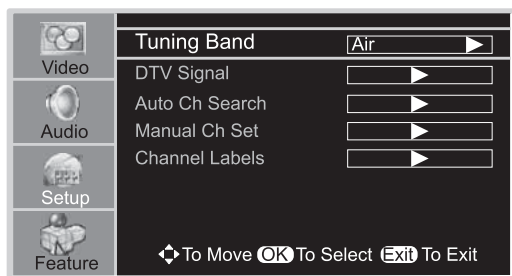 Video
Audio
Setup
Feature
Tuning Band Air
DTV Signal
Auto Ch Search
Manual Ch Set
Channel Labels
To Move OK To Select Exit To Exit